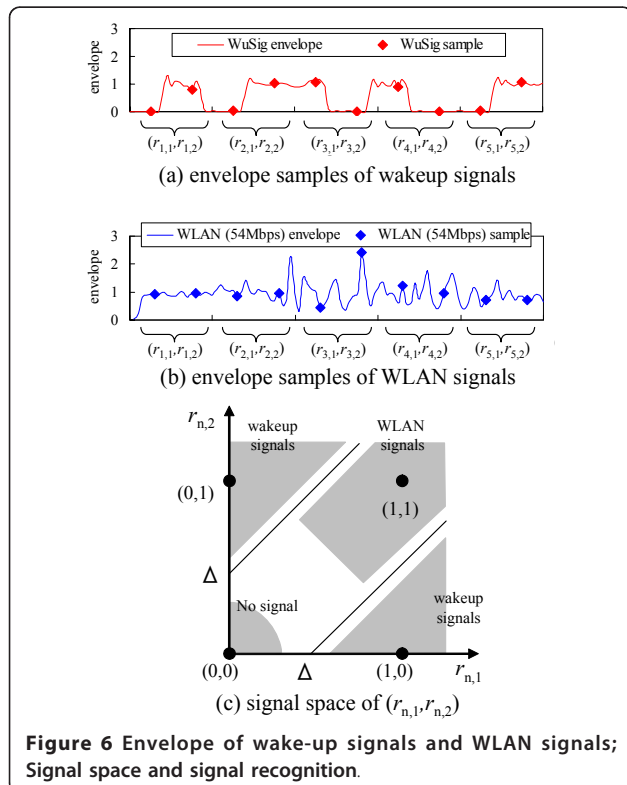 WuSig envelope WuSig sample
envelope
3
2
1
0
(r1,1,r1,2) (r2,1,r2,2) (r3,1,r3,2) (r4,1,r4,2) (r5,1,r5,2)
(a) envelope samples of wakeup signals
WLAN (54Mbps) envelope WLAN (54Mbps) sample
envelope
3
2
1
0
(r1,1,r1,2) (r2,1,r2,2) (r3,1,r3,2) (r4,1,r4,2) (r5,1,r5,2)
(b) envelope samples of WLAN signals
rn,2
wakeup
signals
WLAN
signals
(0,1)
(1,1)
Δ
No signal
wakeup
signals
(0,0) Δ (1,0) rn,1
(c) signal space of (rn,1,rn,2)
Figure 6 Envelope of wake-up signals and WLAN signals;
Signal space and signal recognition.